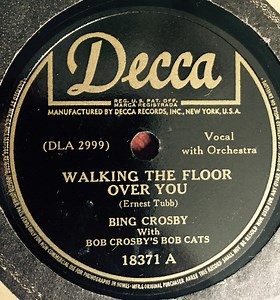 Decca
REG. U. S. PAT. OFF.
MARCA REGISTRADA
MANUFACTURED BY DECCA RECORDS, INC., NEW YORK, U.S.A.
(DLA 2999)
Vocal
with Orchestra
WALKING THE FLOOR
OVER YOU
(Ernest Tubb)
BING CROSBY
With
BOB CROSBY'S BOB CATS
18371 A